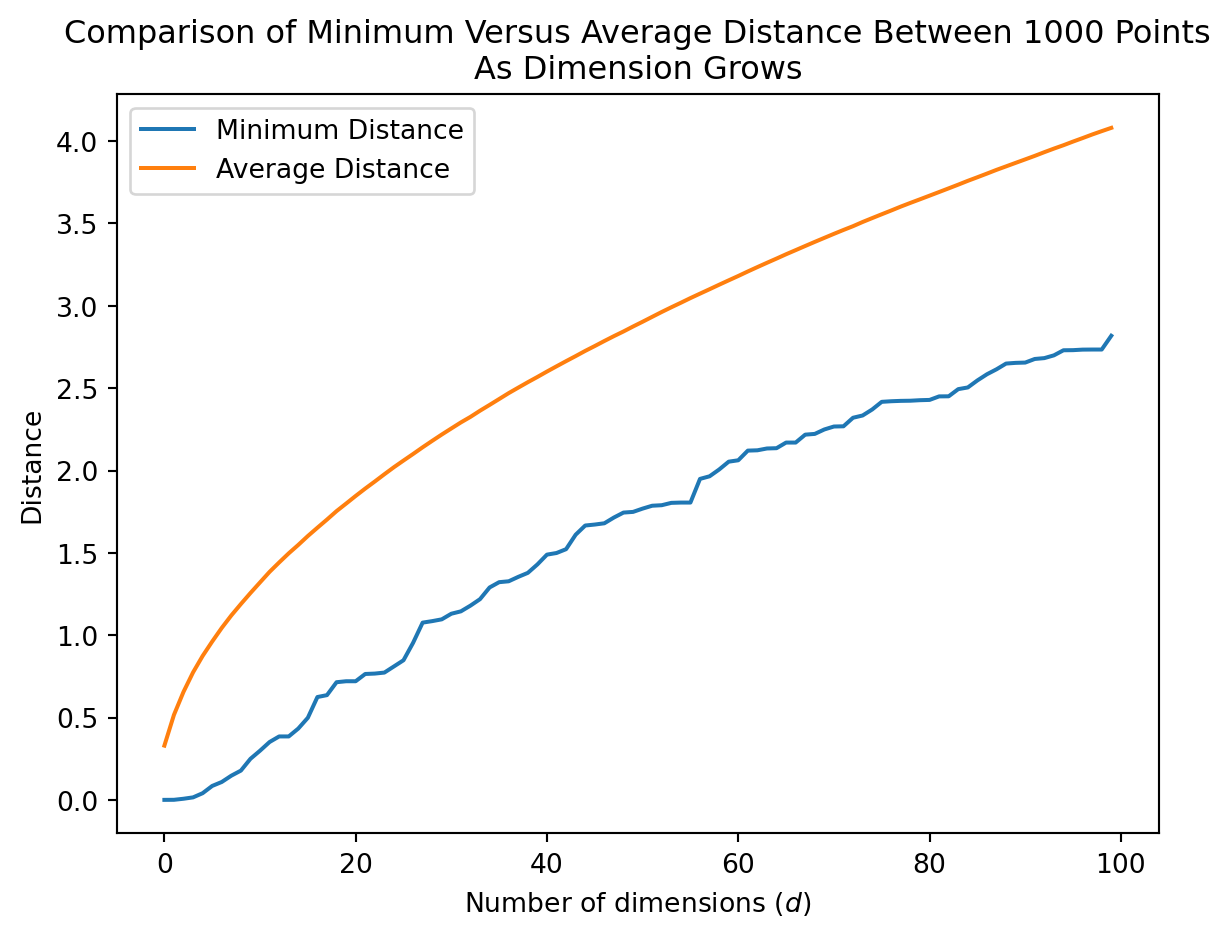 Comparison of Minimum Versus Average Distance Between 1000 Points
As Dimension Grows
Minimum Distance
Average Distance
Distance
4.0
3.5
3.0
2.5
2.0
1.5
1.0
0.5
0.0
0 20 40 60 80 100
Number of dimensions (d)